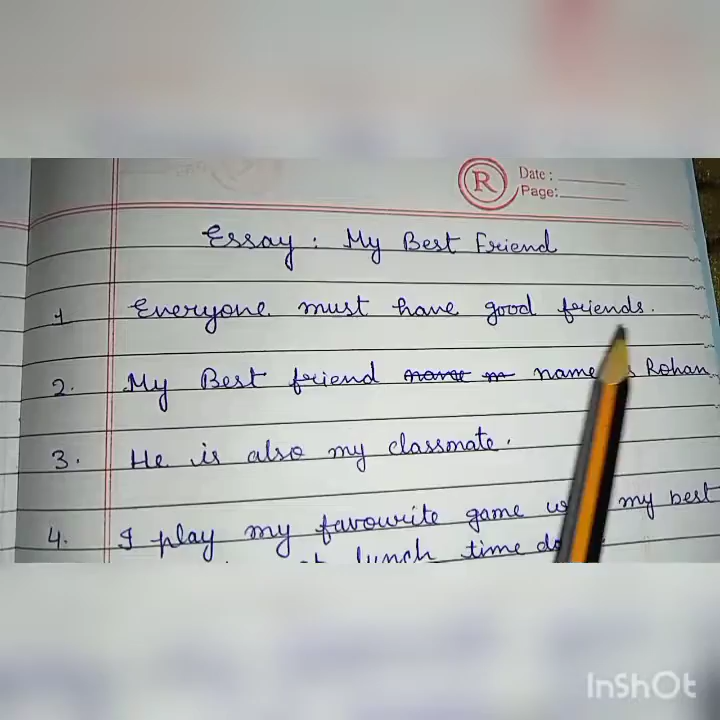 R
Date :
Page:
Essay : My Best Friend
1 Everyone must have good friends.
2. My Best friend name Rohan
3. He is also my classmate.
4. I play my favourite game my best
lunch time
InShOt